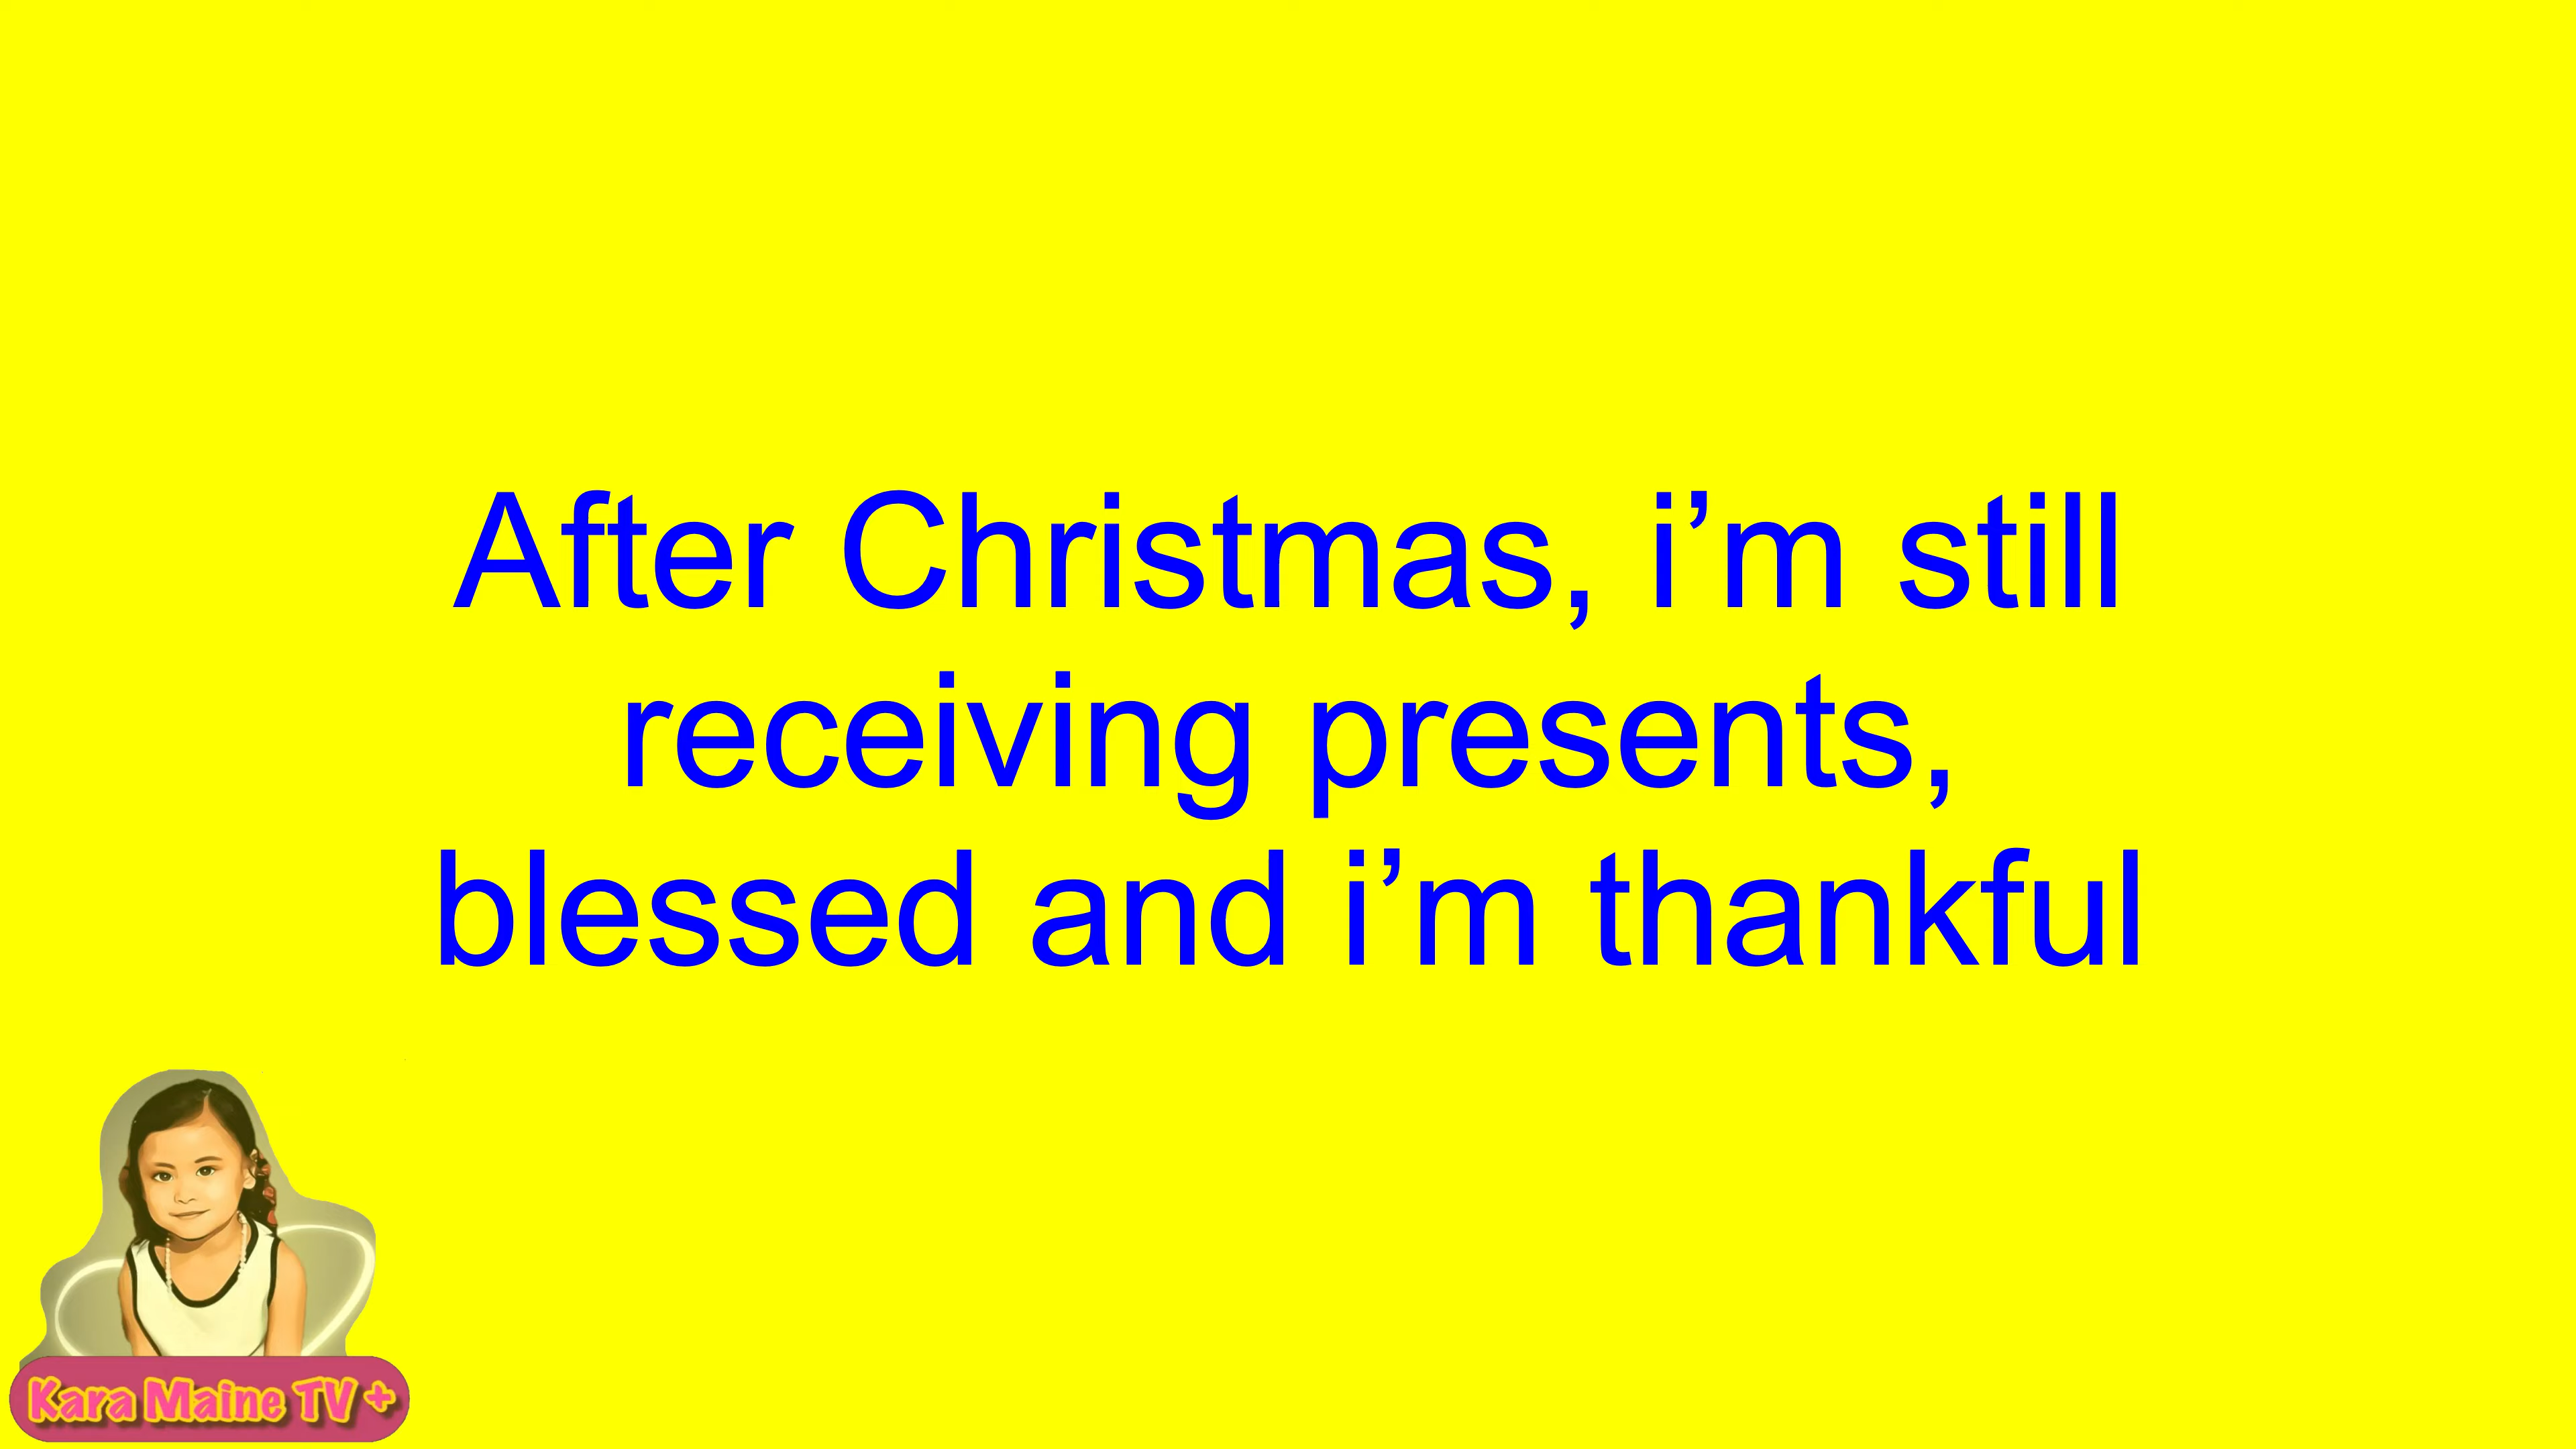 After Christmas, i’m still
receiving presents,
blessed and i’m thankful
Kara Maine TV +